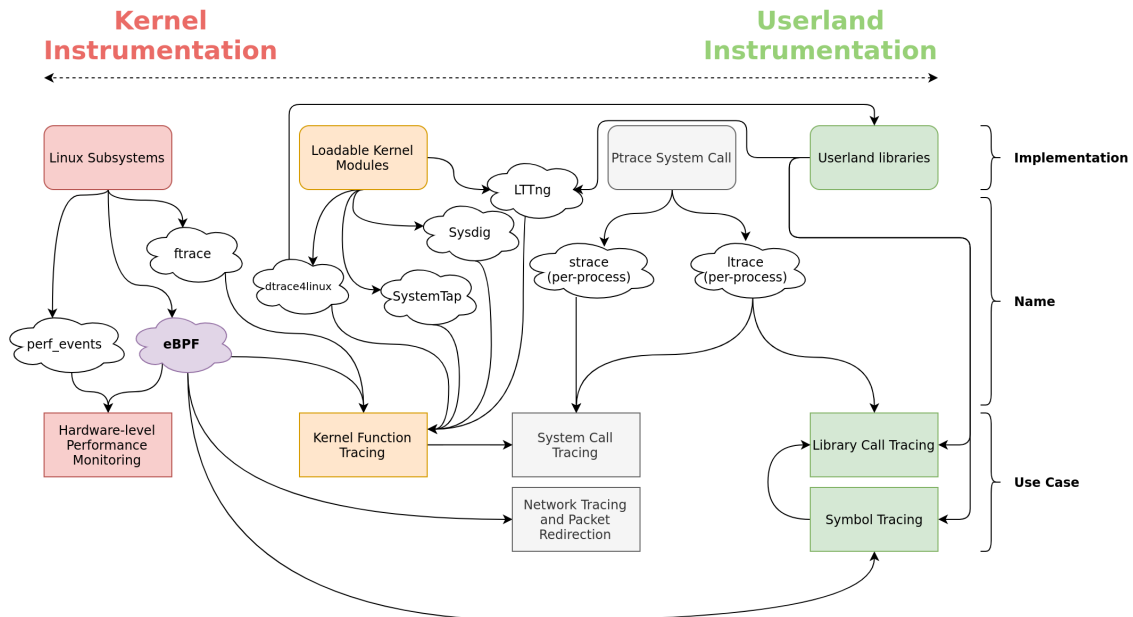 Kernel
Instrumentation
Userland
Instrumentation
Linux Subsystems
Loadable Kernel
Modules
Ptrace System Call
Userland libraries
Implementation
LTTng
Sysdig
ftrace
strace
(per-process)
ltrace
(per-process)
dtrace4linux
SystemTap
Name
perf_events
eBPF
Hardware-level
Performance
Monitoring
Kernel Function
Tracing
System Call
Tracing
Library Call Tracing
Use Case
Network Tracing
and Packet
Redirection
Symbol Tracing